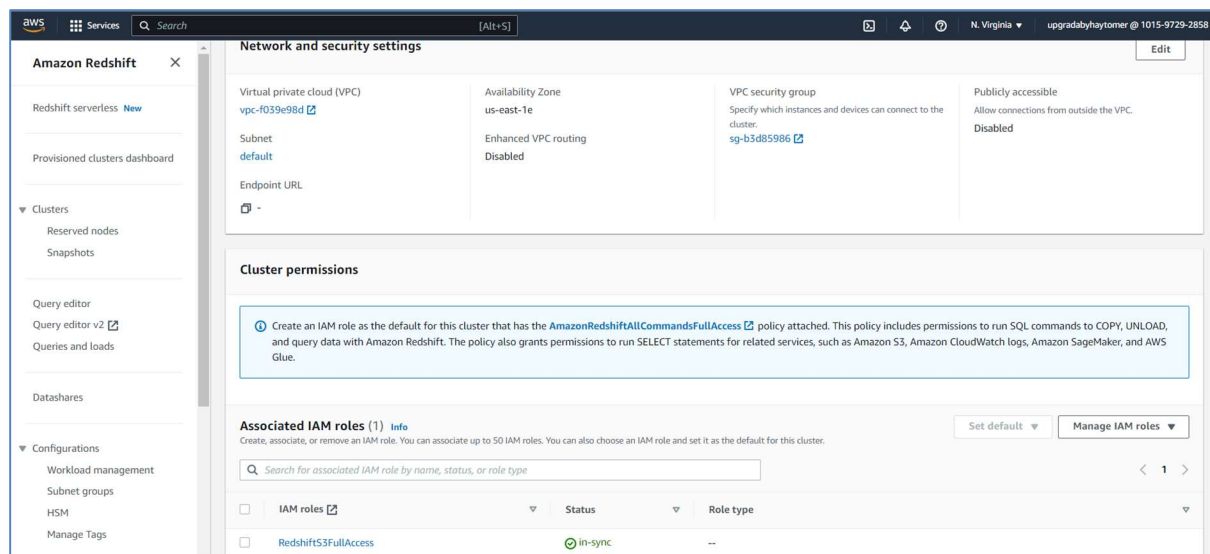 aws
Services
Search
[Alt+S]
N. Virginia
upgradabyhaytomer @ 1015-9729-2858
Amazon Redshift
Redshift serverless New
Provisioned clusters dashboard
Clusters
Reserved nodes
Snapshots
Query editor
Query editor v2
Queries and loads
Datashares
Configurations
Workload management
Subnet groups
HSM
Manage Tags
Network and security settings
Edit
Virtual private cloud (VPC)
vpc-f039e98d
Subnet
default
Endpoint URL
-
Availability Zone
us-east-1e
Enhanced VPC routing
Disabled
VPC security group
Specify which instances and devices can connect to the
cluster.
sg-b3d85986
Publicly accessible
Allow connections from outside the VPC.
Disabled
Cluster permissions
Create an IAM role as the default for this cluster that has the AmazonRedshiftAllCommandsFullAccess policy attached. This policy includes permissions to run SQL commands to COPY, UNLOAD,
and query data with Amazon Redshift. The policy also grants permissions to run SELECT statements for related services, such as Amazon S3, Amazon CloudWatch logs, Amazon SageMaker, and AWS
Glue.
Associated IAM roles (1) Info
Create, associate, or remove an IAM role. You can associate up to 50 IAM roles. You can also choose an IAM role and set it as the default for this cluster.
Set default
Manage IAM roles
Search for associated IAM role by name, status, or role type
1
IAM roles
Status
Role type
RedshiftS3FullAccess
in-sync
--